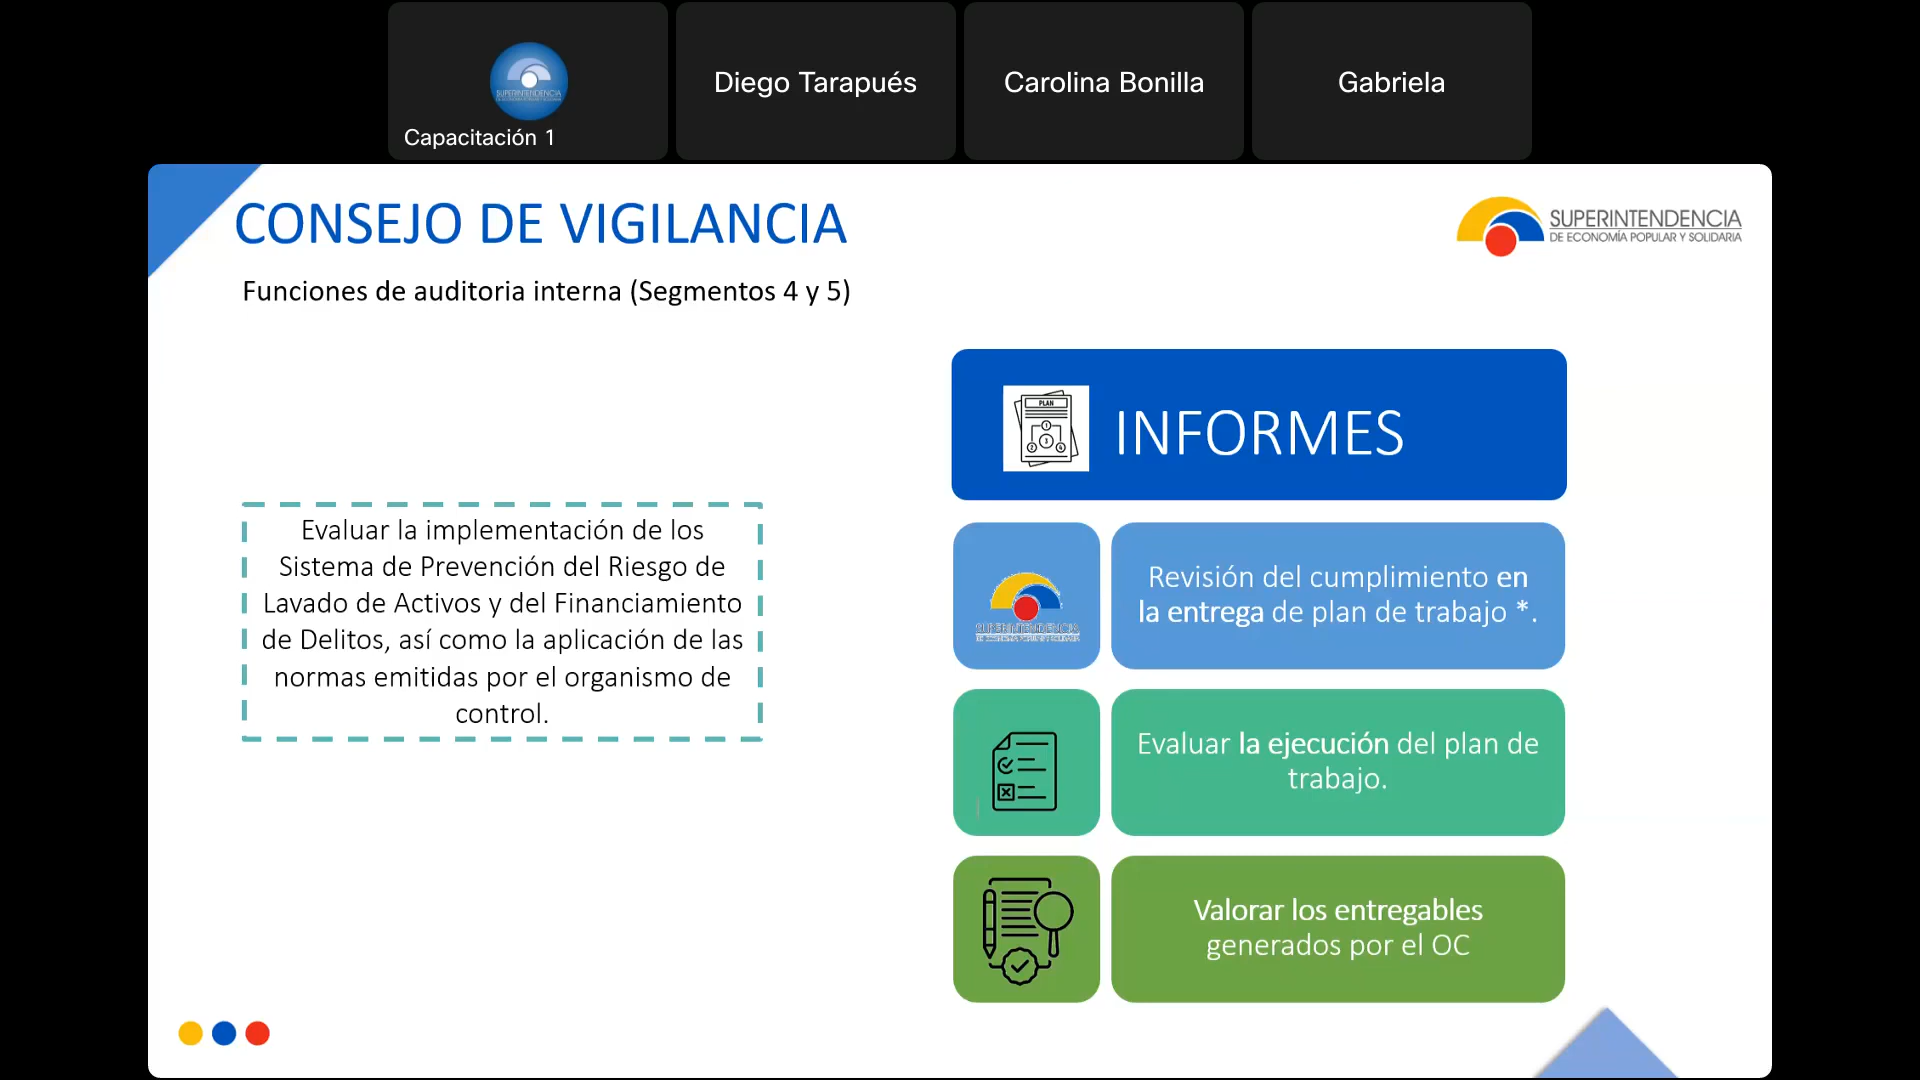 Capacitación 1
Diego Tarapués
Carolina Bonilla
Gabriela
CONSEJO DE VIGILANCIA
SUPERINTENDENCIA
DE ECONOMÍA POPULAR Y SOLIDARIA
Funciones de auditoria interna (Segmentos 4 y 5)
Evaluar la implementación de los
Sistema de Prevención del Riesgo de
Lavado de Activos y del Financiamiento
de Delitos, así como la aplicación de las
normas emitidas por el organismo de
control.
PLAN
INFORMES
SUPERINTENDENCIA
Revisión del cumplimiento en
la entrega de plan de trabajo *.
Evaluar la ejecución del plan de
trabajo.
Valorar los entregables
generados por el OC